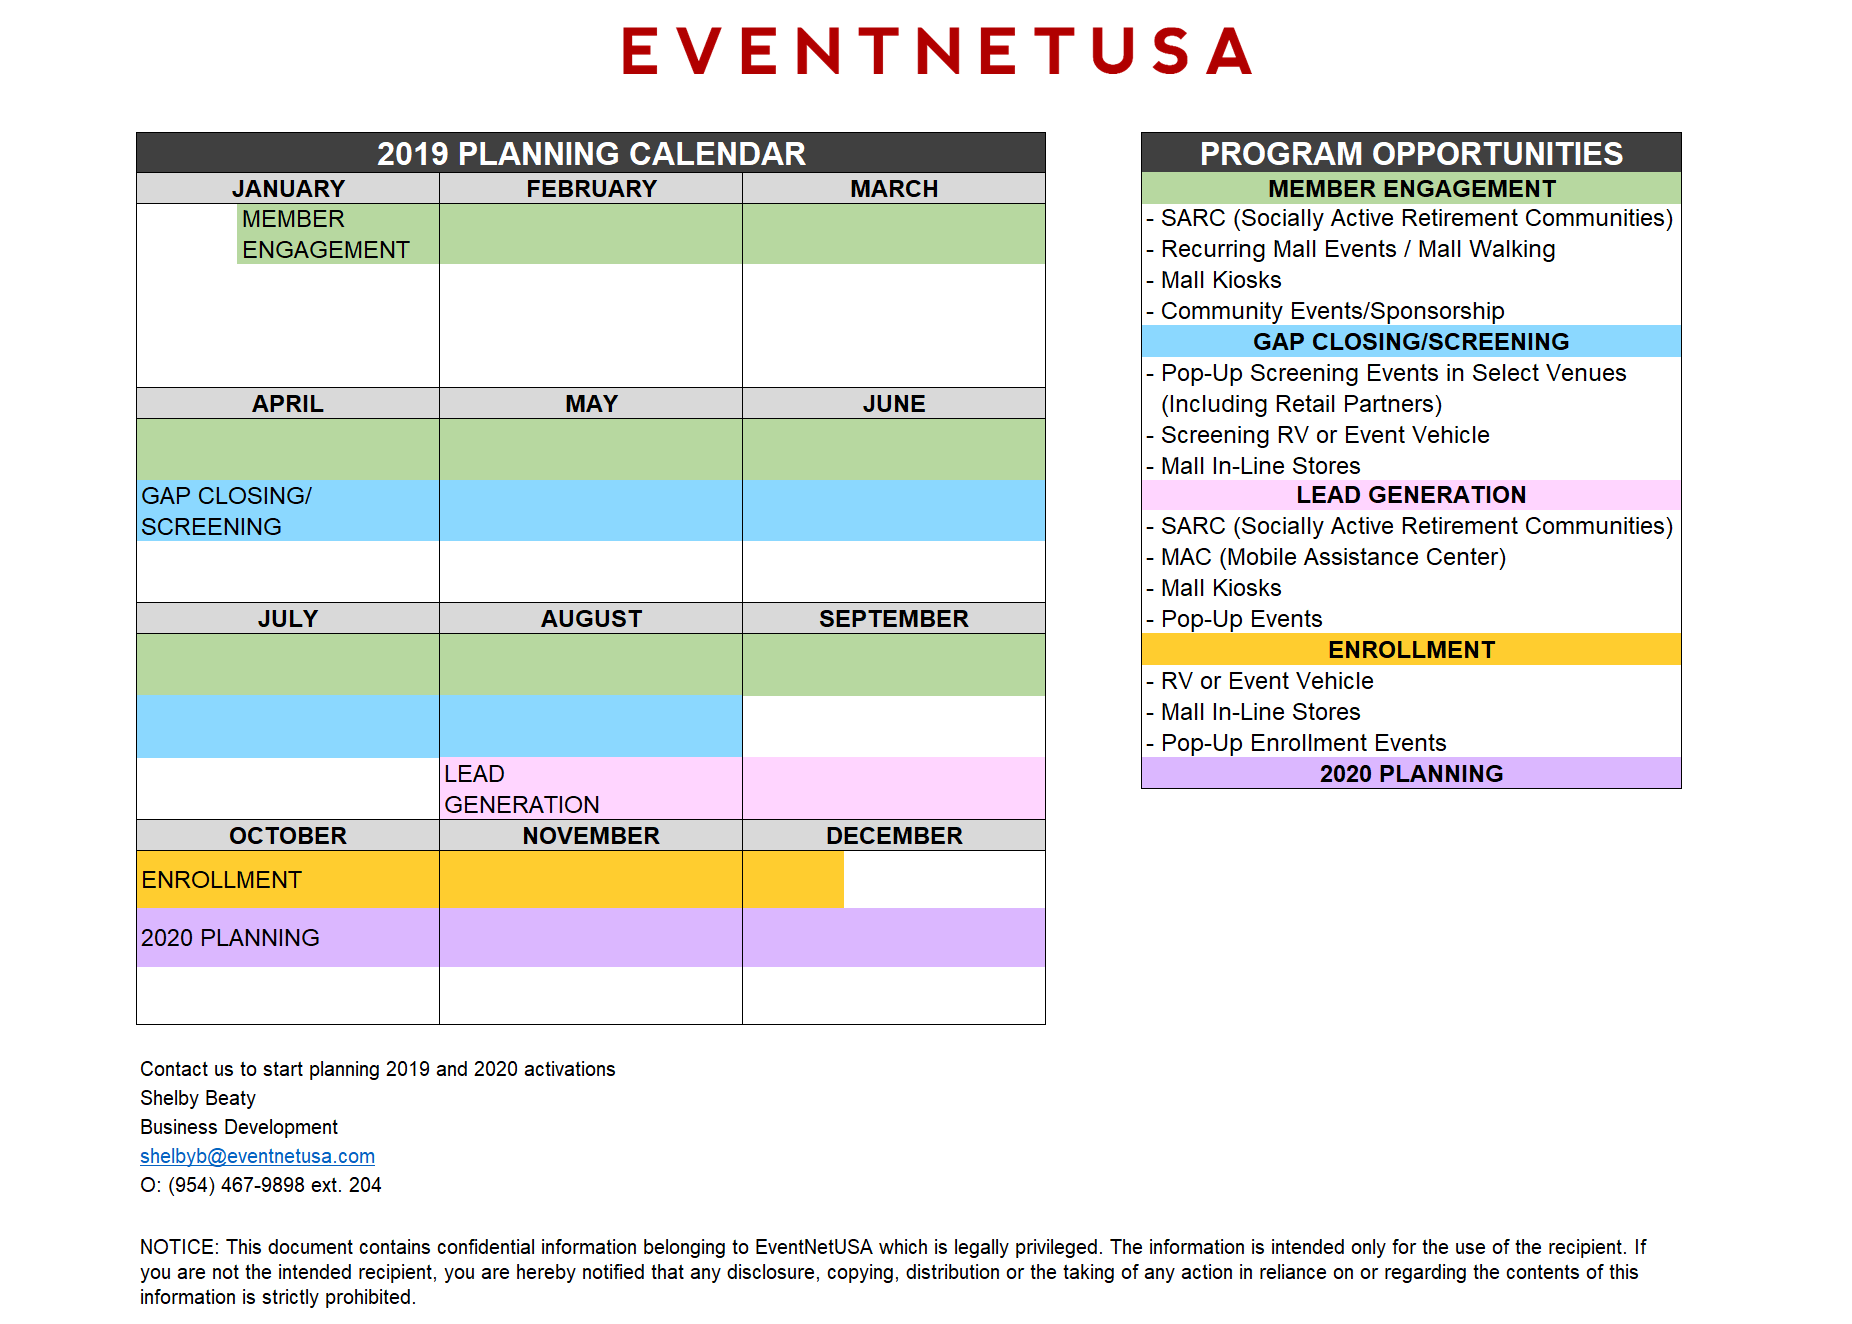 EVENTNETUSA
2019 PLANNING CALENDAR
JANUARY FEBRUARY MARCH
MEMBER
ENGAGEMENT
APRIL MAY JUNE
GAP CLOSING/
SCREENING
JULY AUGUST SEPTEMBER
LEAD
GENERATION
OCTOBER NOVEMBER DECEMBER
ENROLLMENT
2020 PLANNING
PROGRAM OPPORTUNITIES
MEMBER ENGAGEMENT
- SARC (Socially Active Retirement Communities)
- Recurring Mall Events / Mall Walking
- Mall Kiosks
- Community Events/Sponsorship
GAP CLOSING/SCREENING
- Pop-Up Screening Events in Select Venues
(Including Retail Partners)
- Screening RV or Event Vehicle
- Mall In-Line Stores
LEAD GENERATION
- SARC (Socially Active Retirement Communities)
- MAC (Mobile Assistance Center)
- Mall Kiosks
- Pop-Up Events
ENROLLMENT
- RV or Event Vehicle
- Mall In-Line Stores
- Pop-Up Enrollment Events
2020 PLANNING
Contact us to start planning 2019 and 2020 activations
Shelby Beaty
Business Development
shelbyb@eventnetusa.com
O: (954) 467-9898 ext. 204
NOTICE: This document contains confidential information belonging to EventNetUSA which is legally privileged. The information is intended only for the use of the recipient. If
you are not the intended recipient, you are hereby notified that any disclosure, copying, distribution or the taking of any action in reliance on or regarding the contents of this
information is strictly prohibited.